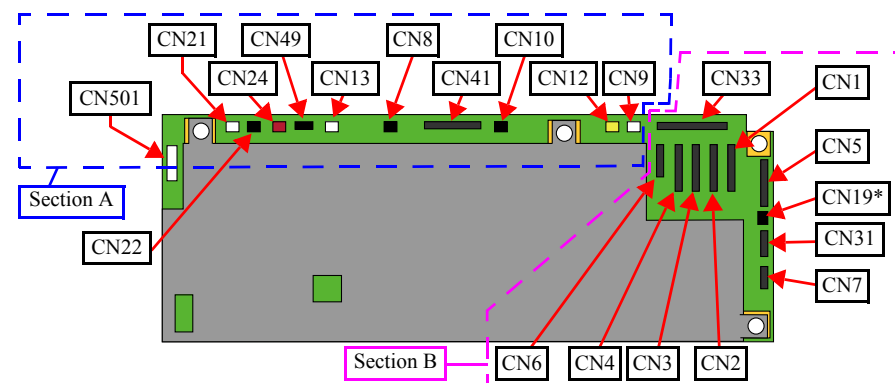 CN21
CN49
CN8
CN10
CN24
CN13
CN41
CN12
CN9
CN33
CN1
CN501
CN5
Section A
CN19*
CN22
CN31
CN7
Section B
CN6
CN4
CN3
CN2